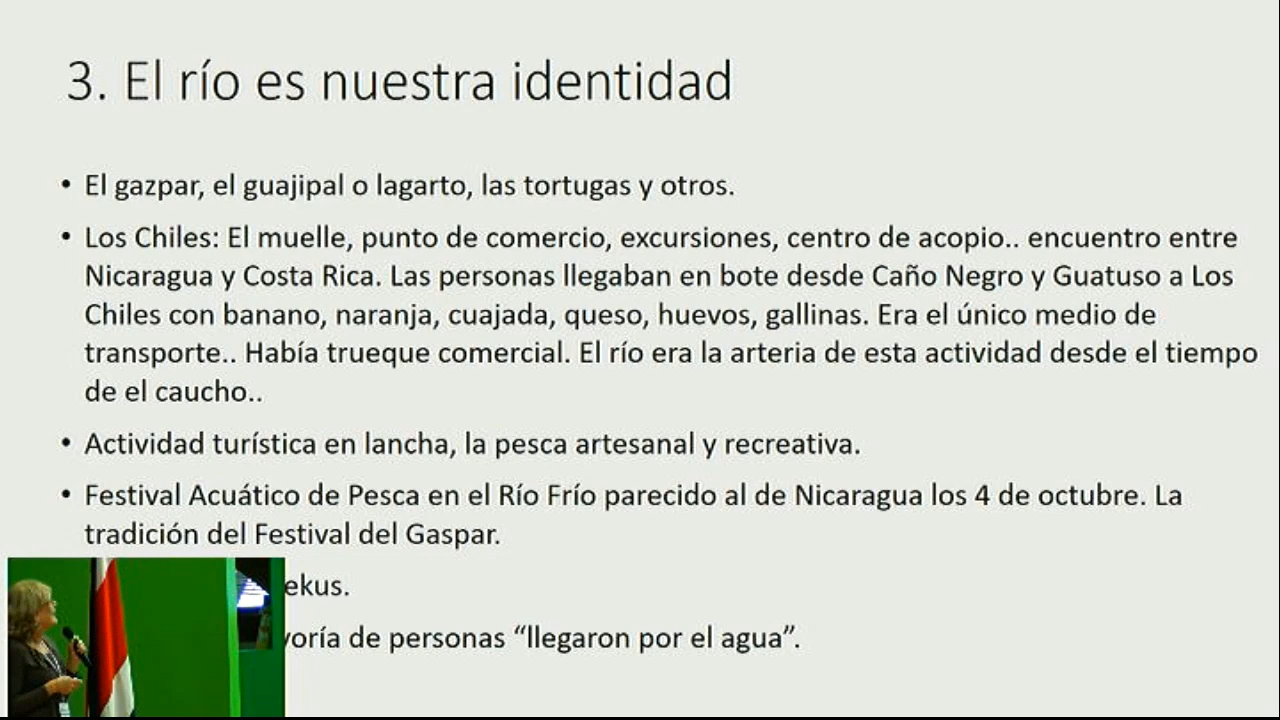 3. El río es nuestra identidad
• El gazpar, el guajipal o lagarto, las tortugas y otros.
• Los Chiles: El muelle, punto de comercio, excursiones, centro de acopio.. encuentro entre
Nicaragua y Costa Rica. Las personas llegaban en bote desde Caño Negro y Guatuso a Los
Chiles con banano, naranja, cuajada, queso, huevos, gallinas. Era el único medio de
transporte.. Había trueque comercial. El río era la arteria de esta actividad desde el tiempo
de el caucho..
• Actividad turística en lancha, la pesca artesanal y recreativa.
• Festival Acuático de Pesca en el Río Frío parecido al de Nicaragua los 4 de octubre. La
tradición del Festival del Gaspar.
ekus.
yoría de personas “llegaron por el agua”.